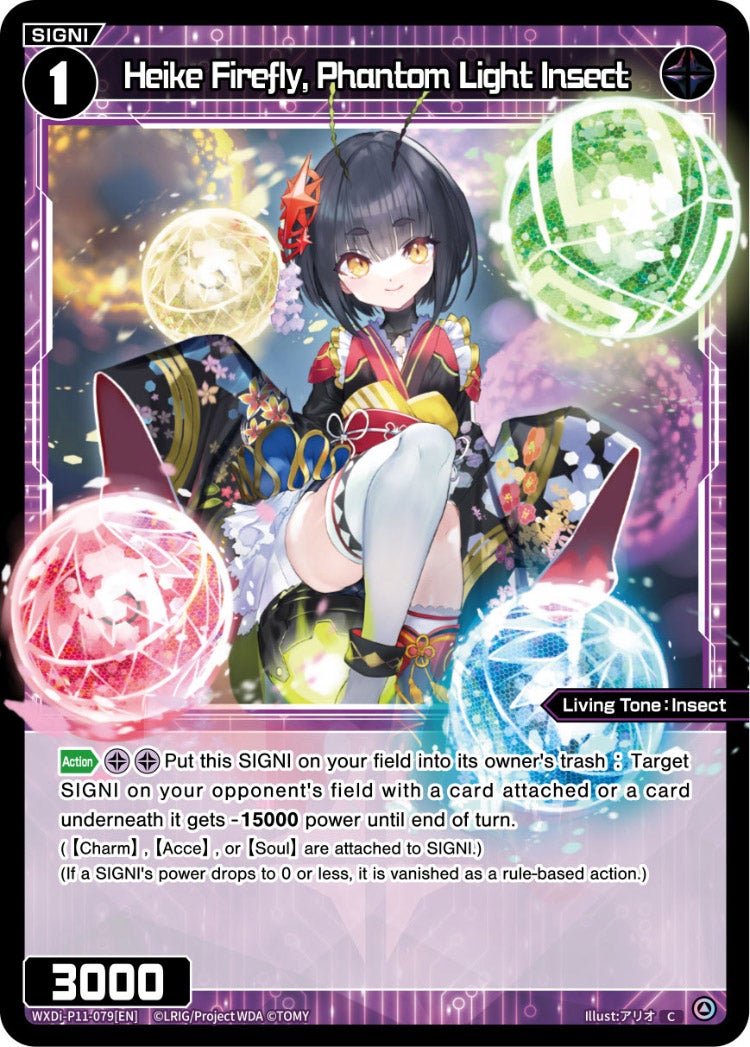 SIGNI
1
Heike Firefly, Phantom Light Insect
Living Tone:Insect
Action Put this SIGNI on your field into its owner's trash : Target
SIGNI on your opponent's field with a card attached or a card
underneath it gets -15000 power until end of turn.
(【Charm】, 【Acce】, or 【Soul】 are attached to SIGNI.)
(If a SIGNI's power drops to 0 or less, it is vanished as a rule-based action.)
3000
WXDi-P11-079[EN] ©LRIG/Project WDA ©TOMY
Illust:アリオ C